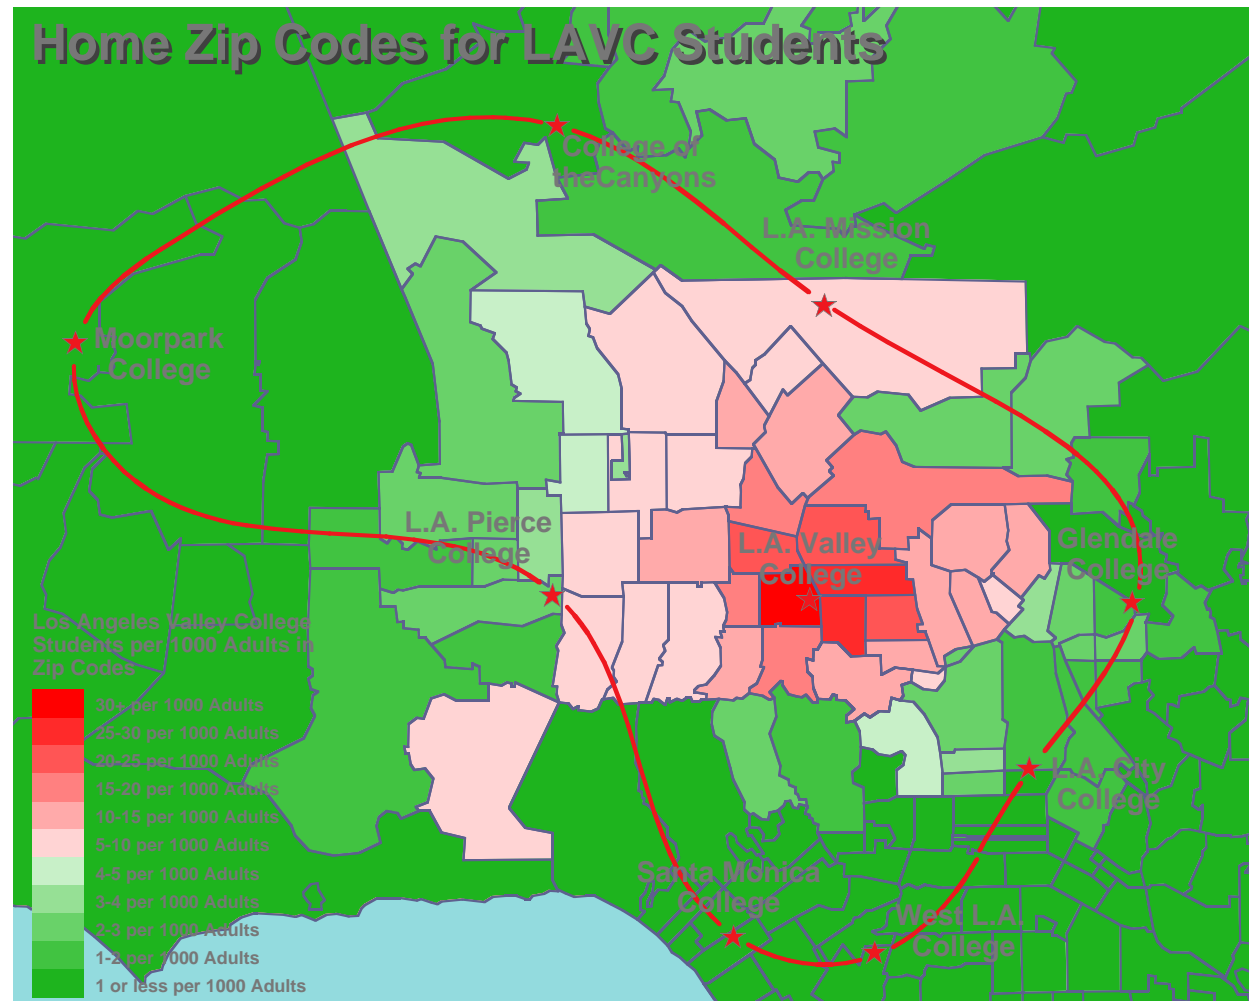 Home Zip Codes for LAVC Students
College of
theCanyons
L.A. Mission
College
Moorpark
College
L.A. Pierce
College
L.A. Valley
College
Glendale
College
Los Angeles Valley College
Students per 1000 Adults in
Zip Codes
30+ per 1000 Adults
25-30 per 1000 Adults
20-25 per 1000 Adults
15-20 per 1000 Adults
10-15 per 1000 Adults
5-10 per 1000 Adults
4-5 per 1000 Adults
3-4 per 1000 Adults
2-3 per 1000 Adults
1-2 per 1000 Adults
1 or less per 1000 Adults
L.A. City
College
Santa Monica
College
West L.A.
College